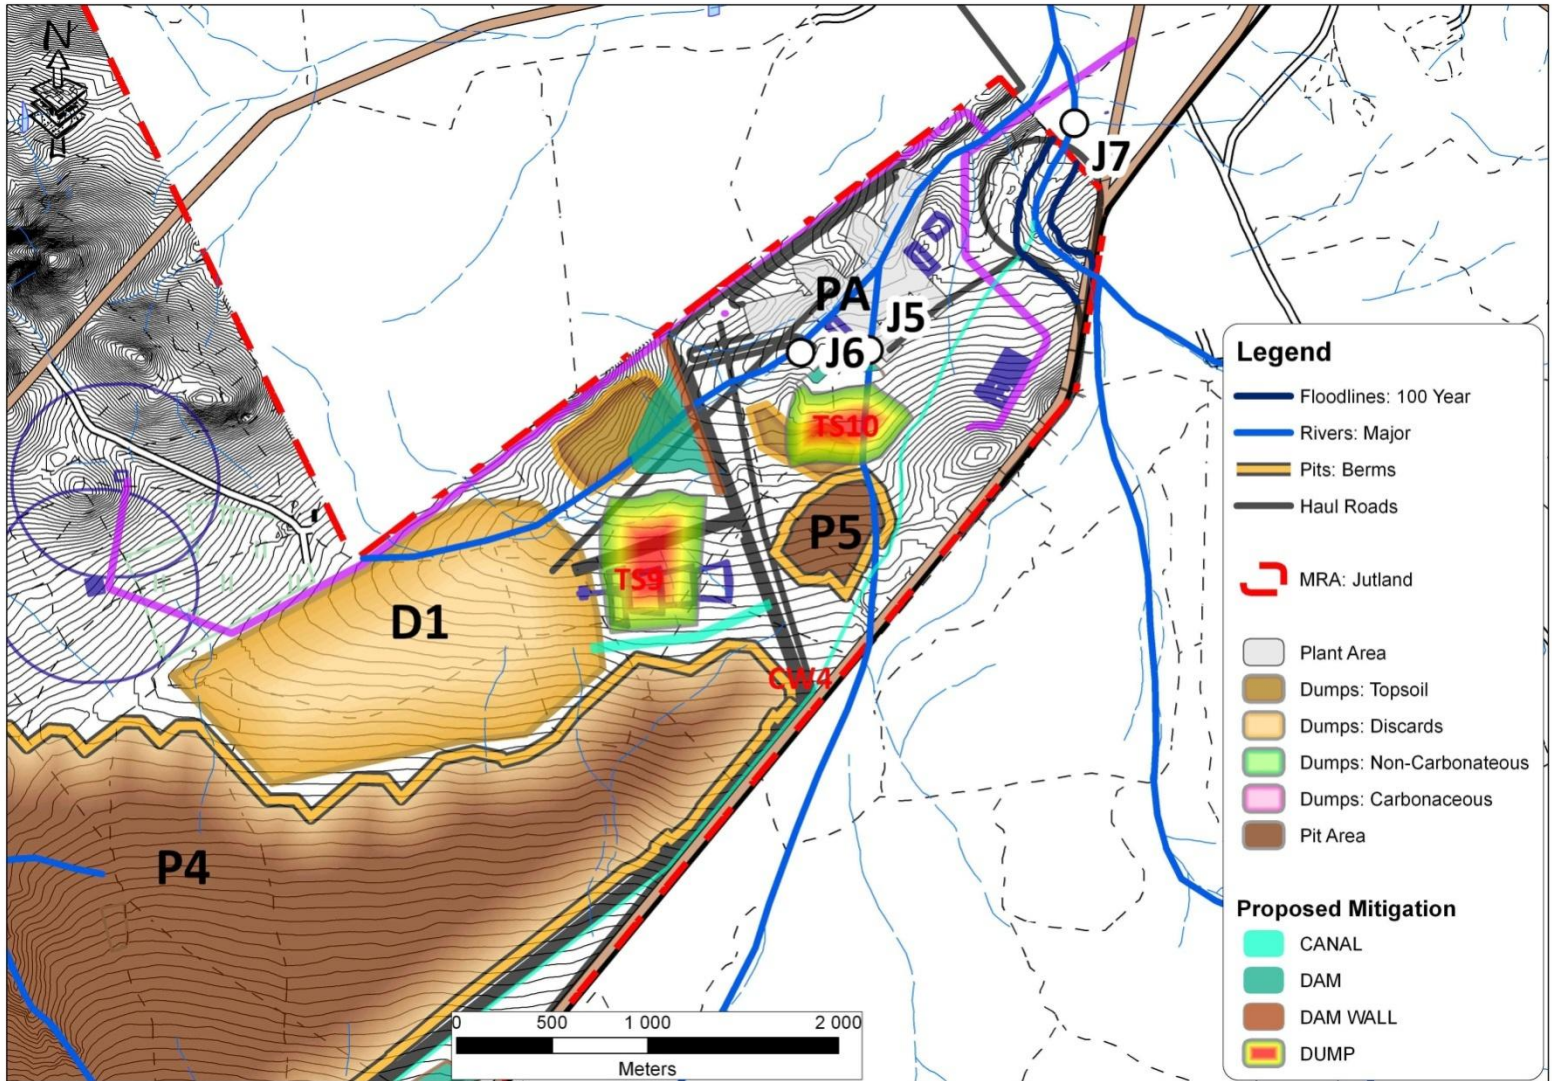 N
J7
PA
J5
J6
TS10
P5
TS9
D1
CW4
P4
0 500 1 000 2 000
Meters
Legend
Floodlines: 100 Year
Rivers: Major
Pits: Berms
Haul Roads
MRA: Jutland
Plant Area
Dumps: Topsoil
Dumps: Discards
Dumps: Non-Carbonateous
Dumps: Carbonaceous
Pit Area
Proposed Mitigation
CANAL
DAM
DAM WALL
DUMP